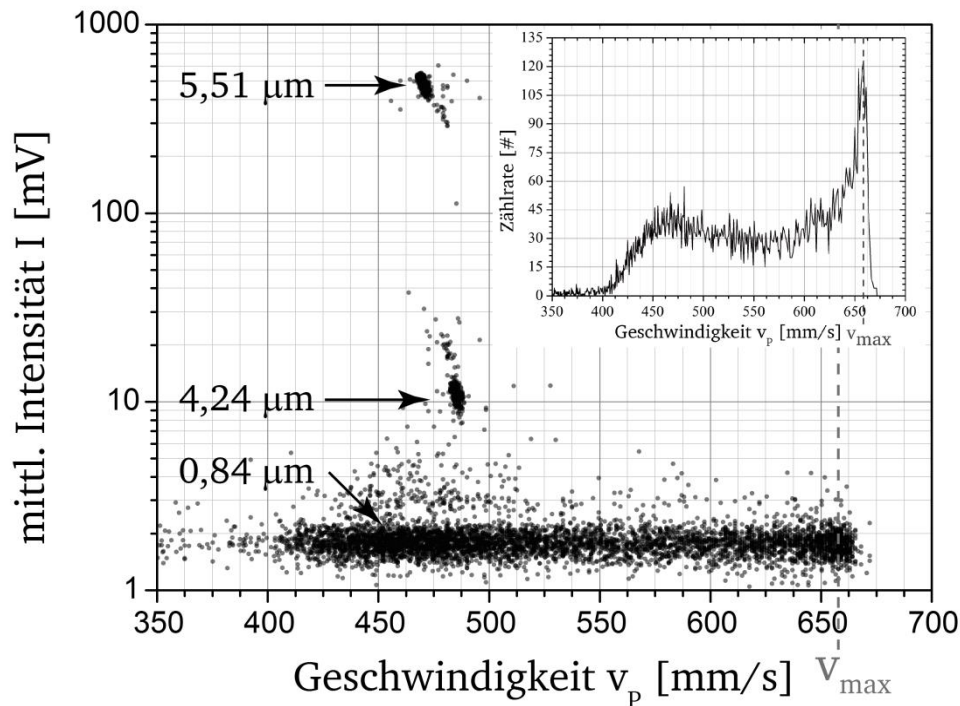 mittl. Intensität I [mV]
1000
100
10
1
5,51 µm
4,24 µm
0,84 µm
350 400 450 500 550 600 650 700
Geschwindigkeit v_p [mm/s]
v_max
Zählrate [#]
135
120
105
90
75
60
45
30
15
0
350 400 450 500 550 600 650 700
Geschwindigkeit v_p [mm/s] v_max